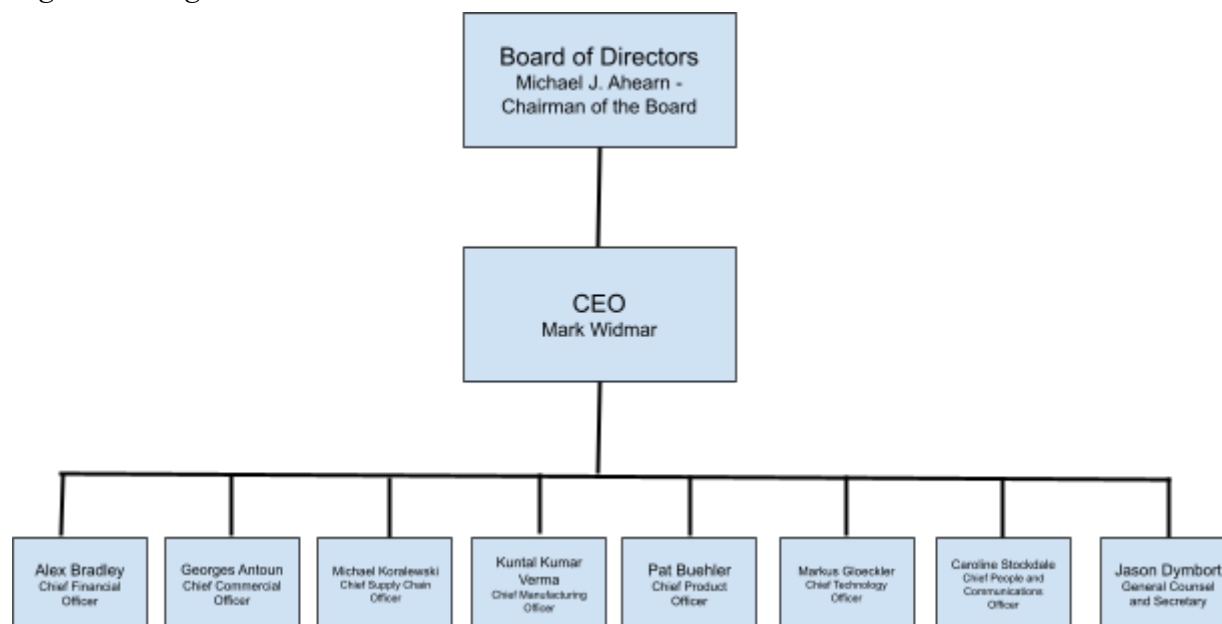 Board of Directors
Michael J. Ahearn -
Chairman of the Board
CEO
Mark Widmar
Alex Bradley
Chief Financial
Officer
Georges Antoun
Chief Commercial
Officer
Michael Koralewski
Chief Supply Chain
Officer
Kuntal Kumar
Verma
Chief Manufacturing
Officer
Pat Buehler
Chief Product
Officer
Markus Gloeckler
Chief Technology
Officer
Caroline Stockdale
Chief People and
Communications
Officer
Jason Dymbort
General Counsel
and Secretary